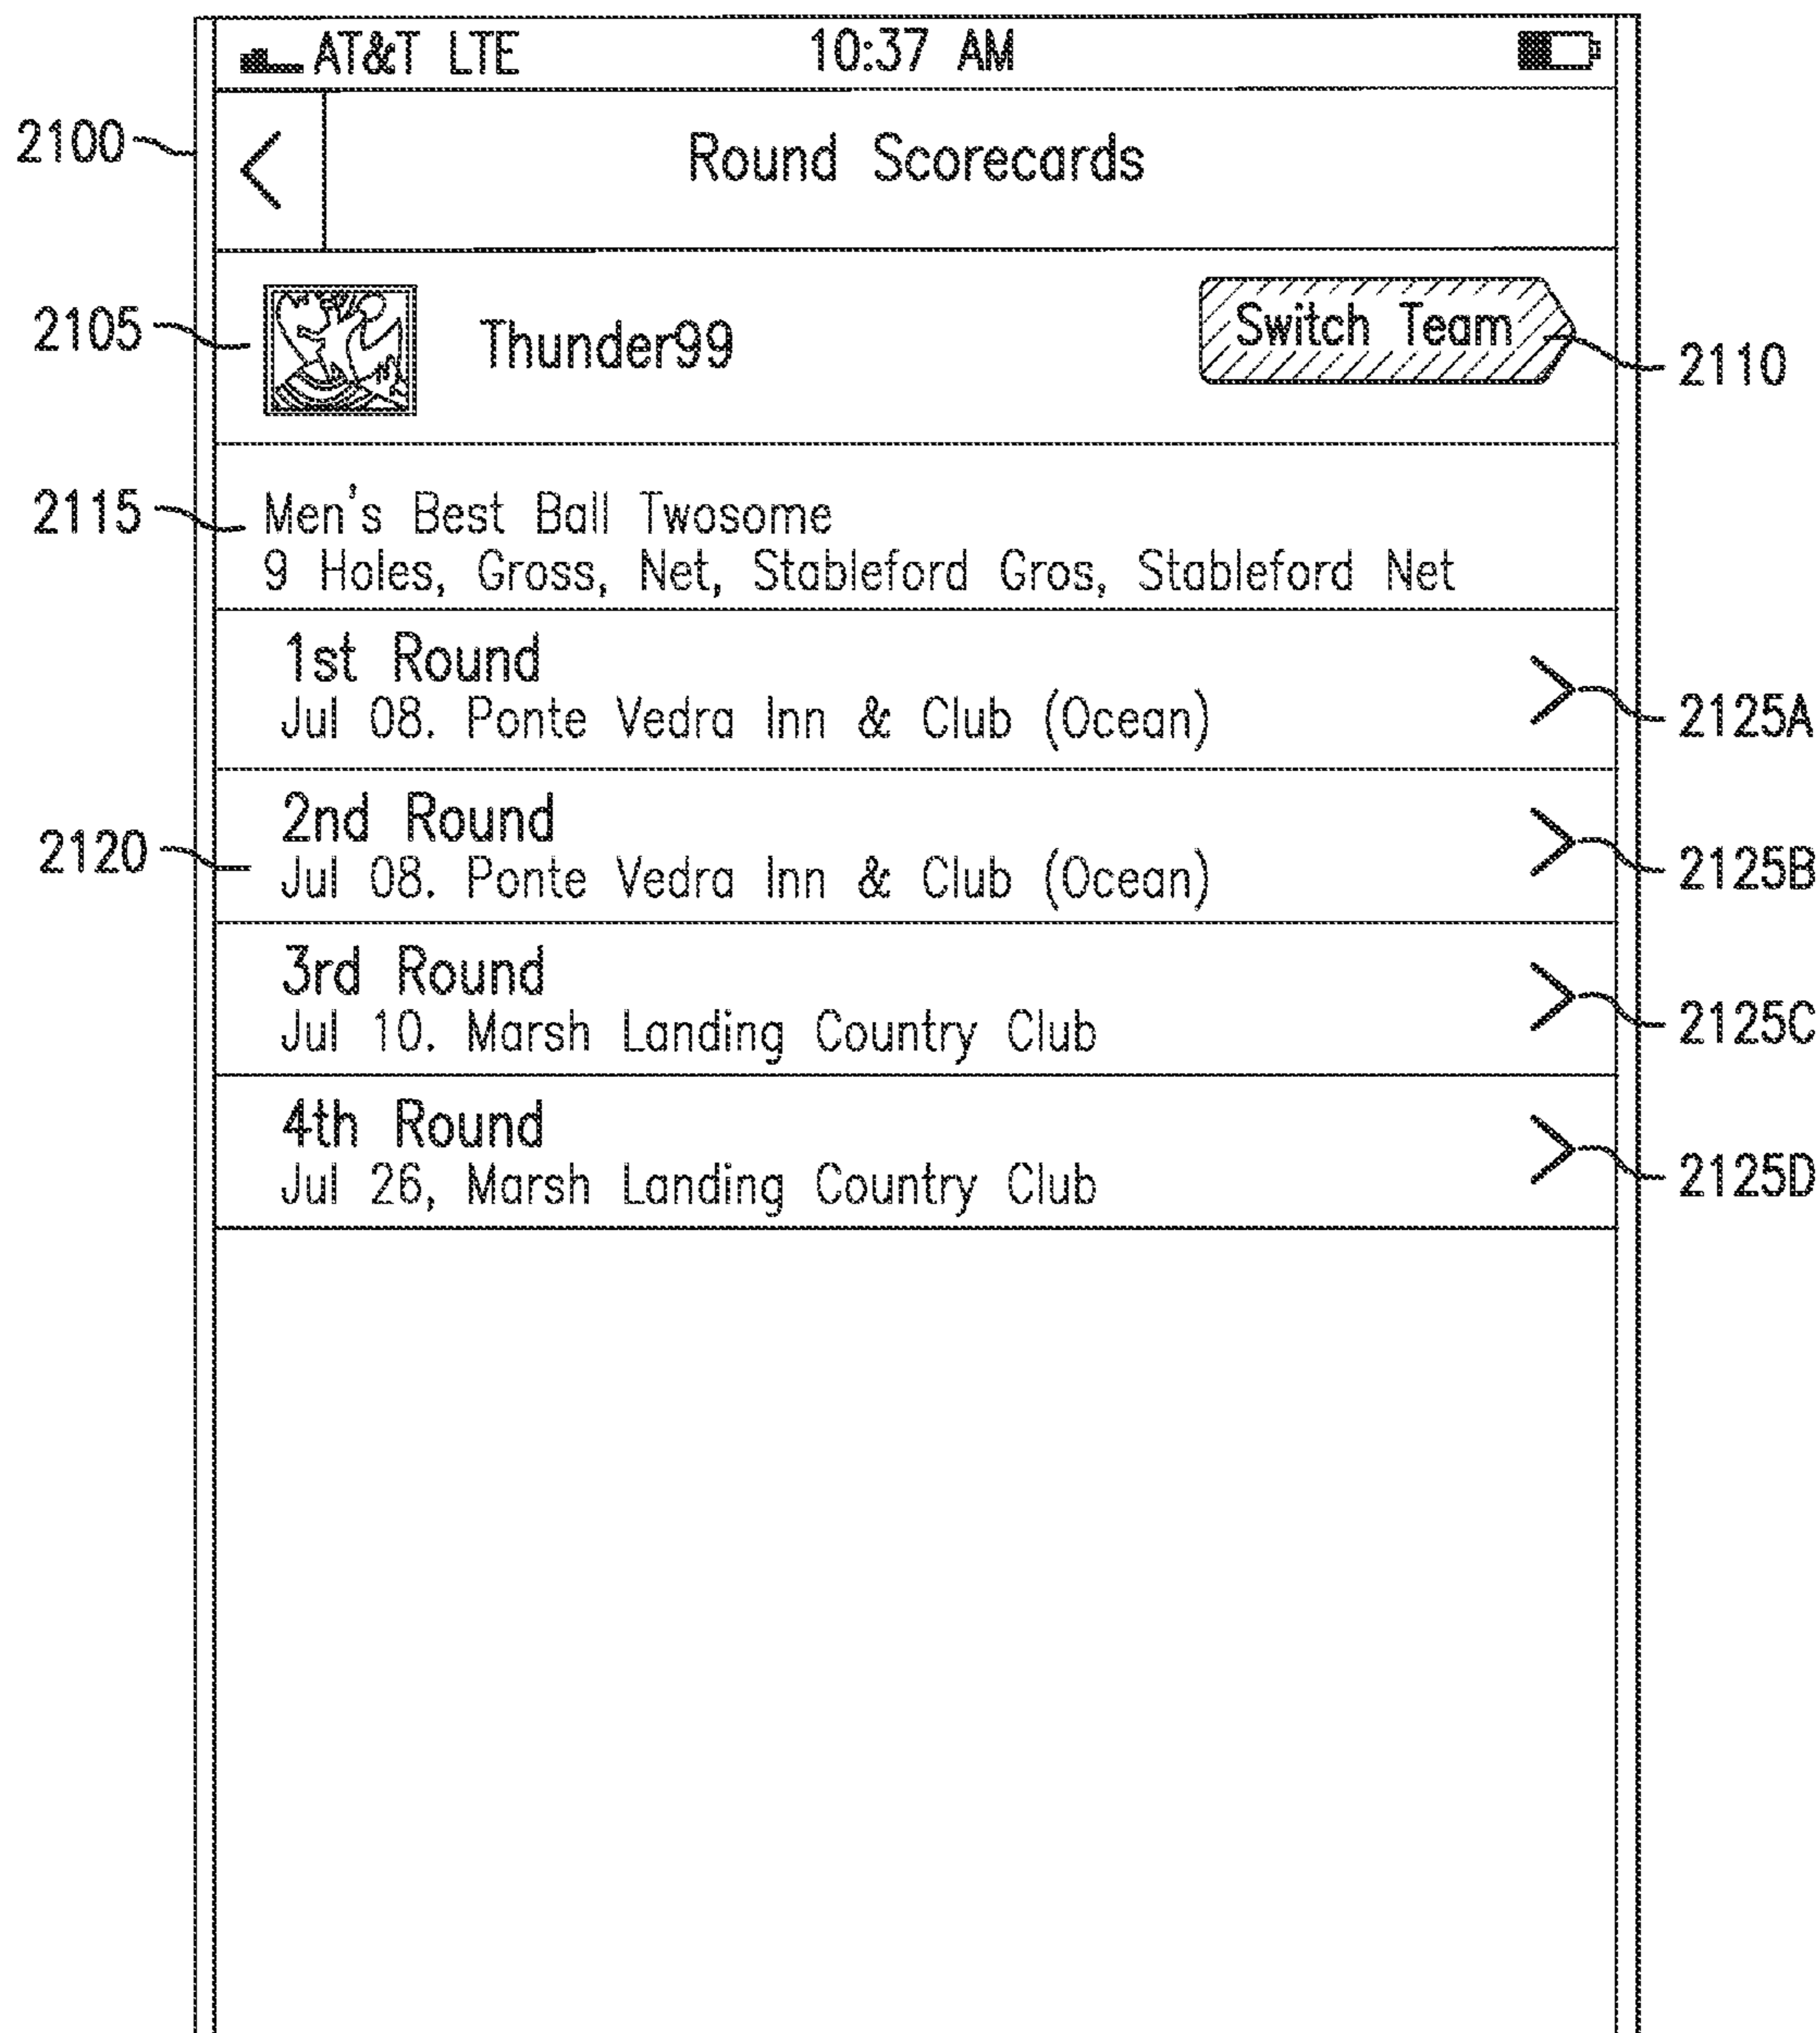 AT&T LTE 10:37 AM
2100
Round Scorecards
2105
Thunder99
Switch Team
2110
2115
Men's Best Ball Twosome
9 Holes, Gross, Net, Stableford Gros, Stableford Net
1st Round
Jul 08. Ponte Vedra Inn & Club (Ocean)
2125A
2nd Round
2120
Jul 08. Ponte Vedra Inn & Club (Ocean)
2125B
3rd Round
Jul 10. Marsh Landing Country Club
2125C
4th Round
Jul 26, Marsh Landing Country Club
2125D